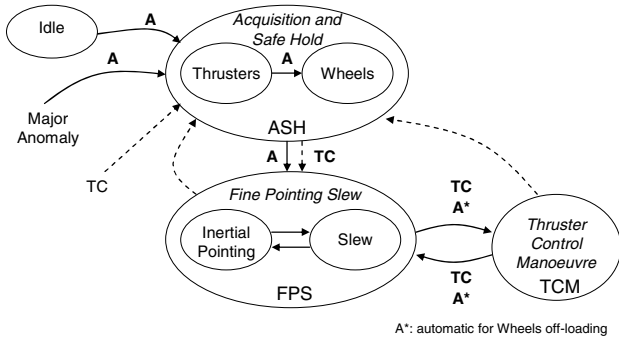 Idle
A
Acquisition and
Safe Hold
A
A
Thrusters
Wheels
Major
Anomaly
ASH
TC
A
TC
Fine Pointing Slew
TC
A*
Inertial
Pointing
Slew
Thruster
Control
Manoeuvre
TCM
TC
A*
FPS
A*: automatic for Wheels off-loading